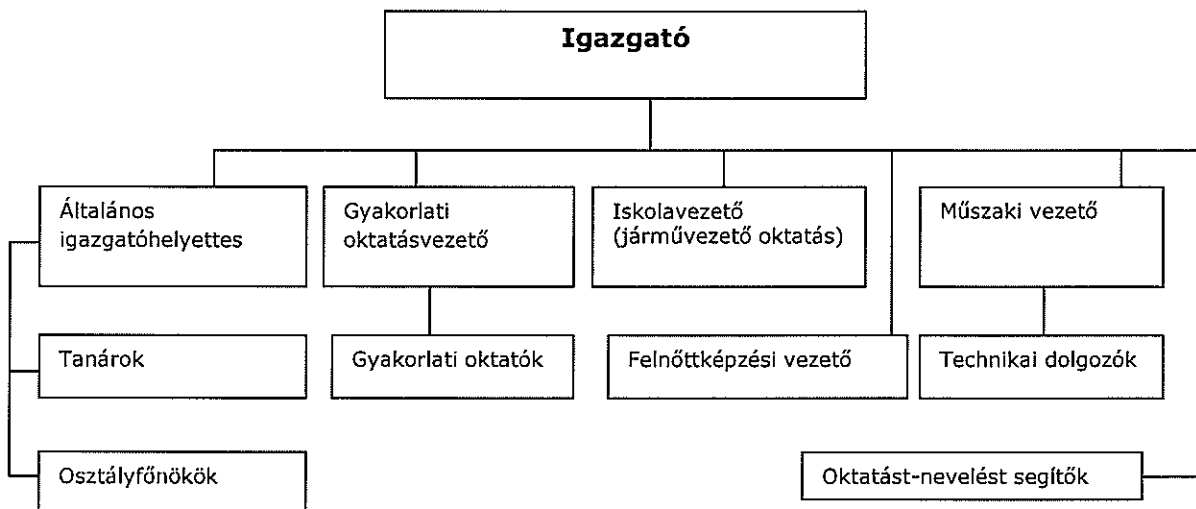 Igazgató
Általános
igazgatóhelyettes
Gyakorlati
oktatásvezető
Iskolavezető
(járművezető oktatás)
Műszaki vezető
Tanárok
Gyakorlati oktatók
Felnőttképzési vezető
Technikai dolgozók
Osztályfőnökök
Oktatást-nevelést segítők